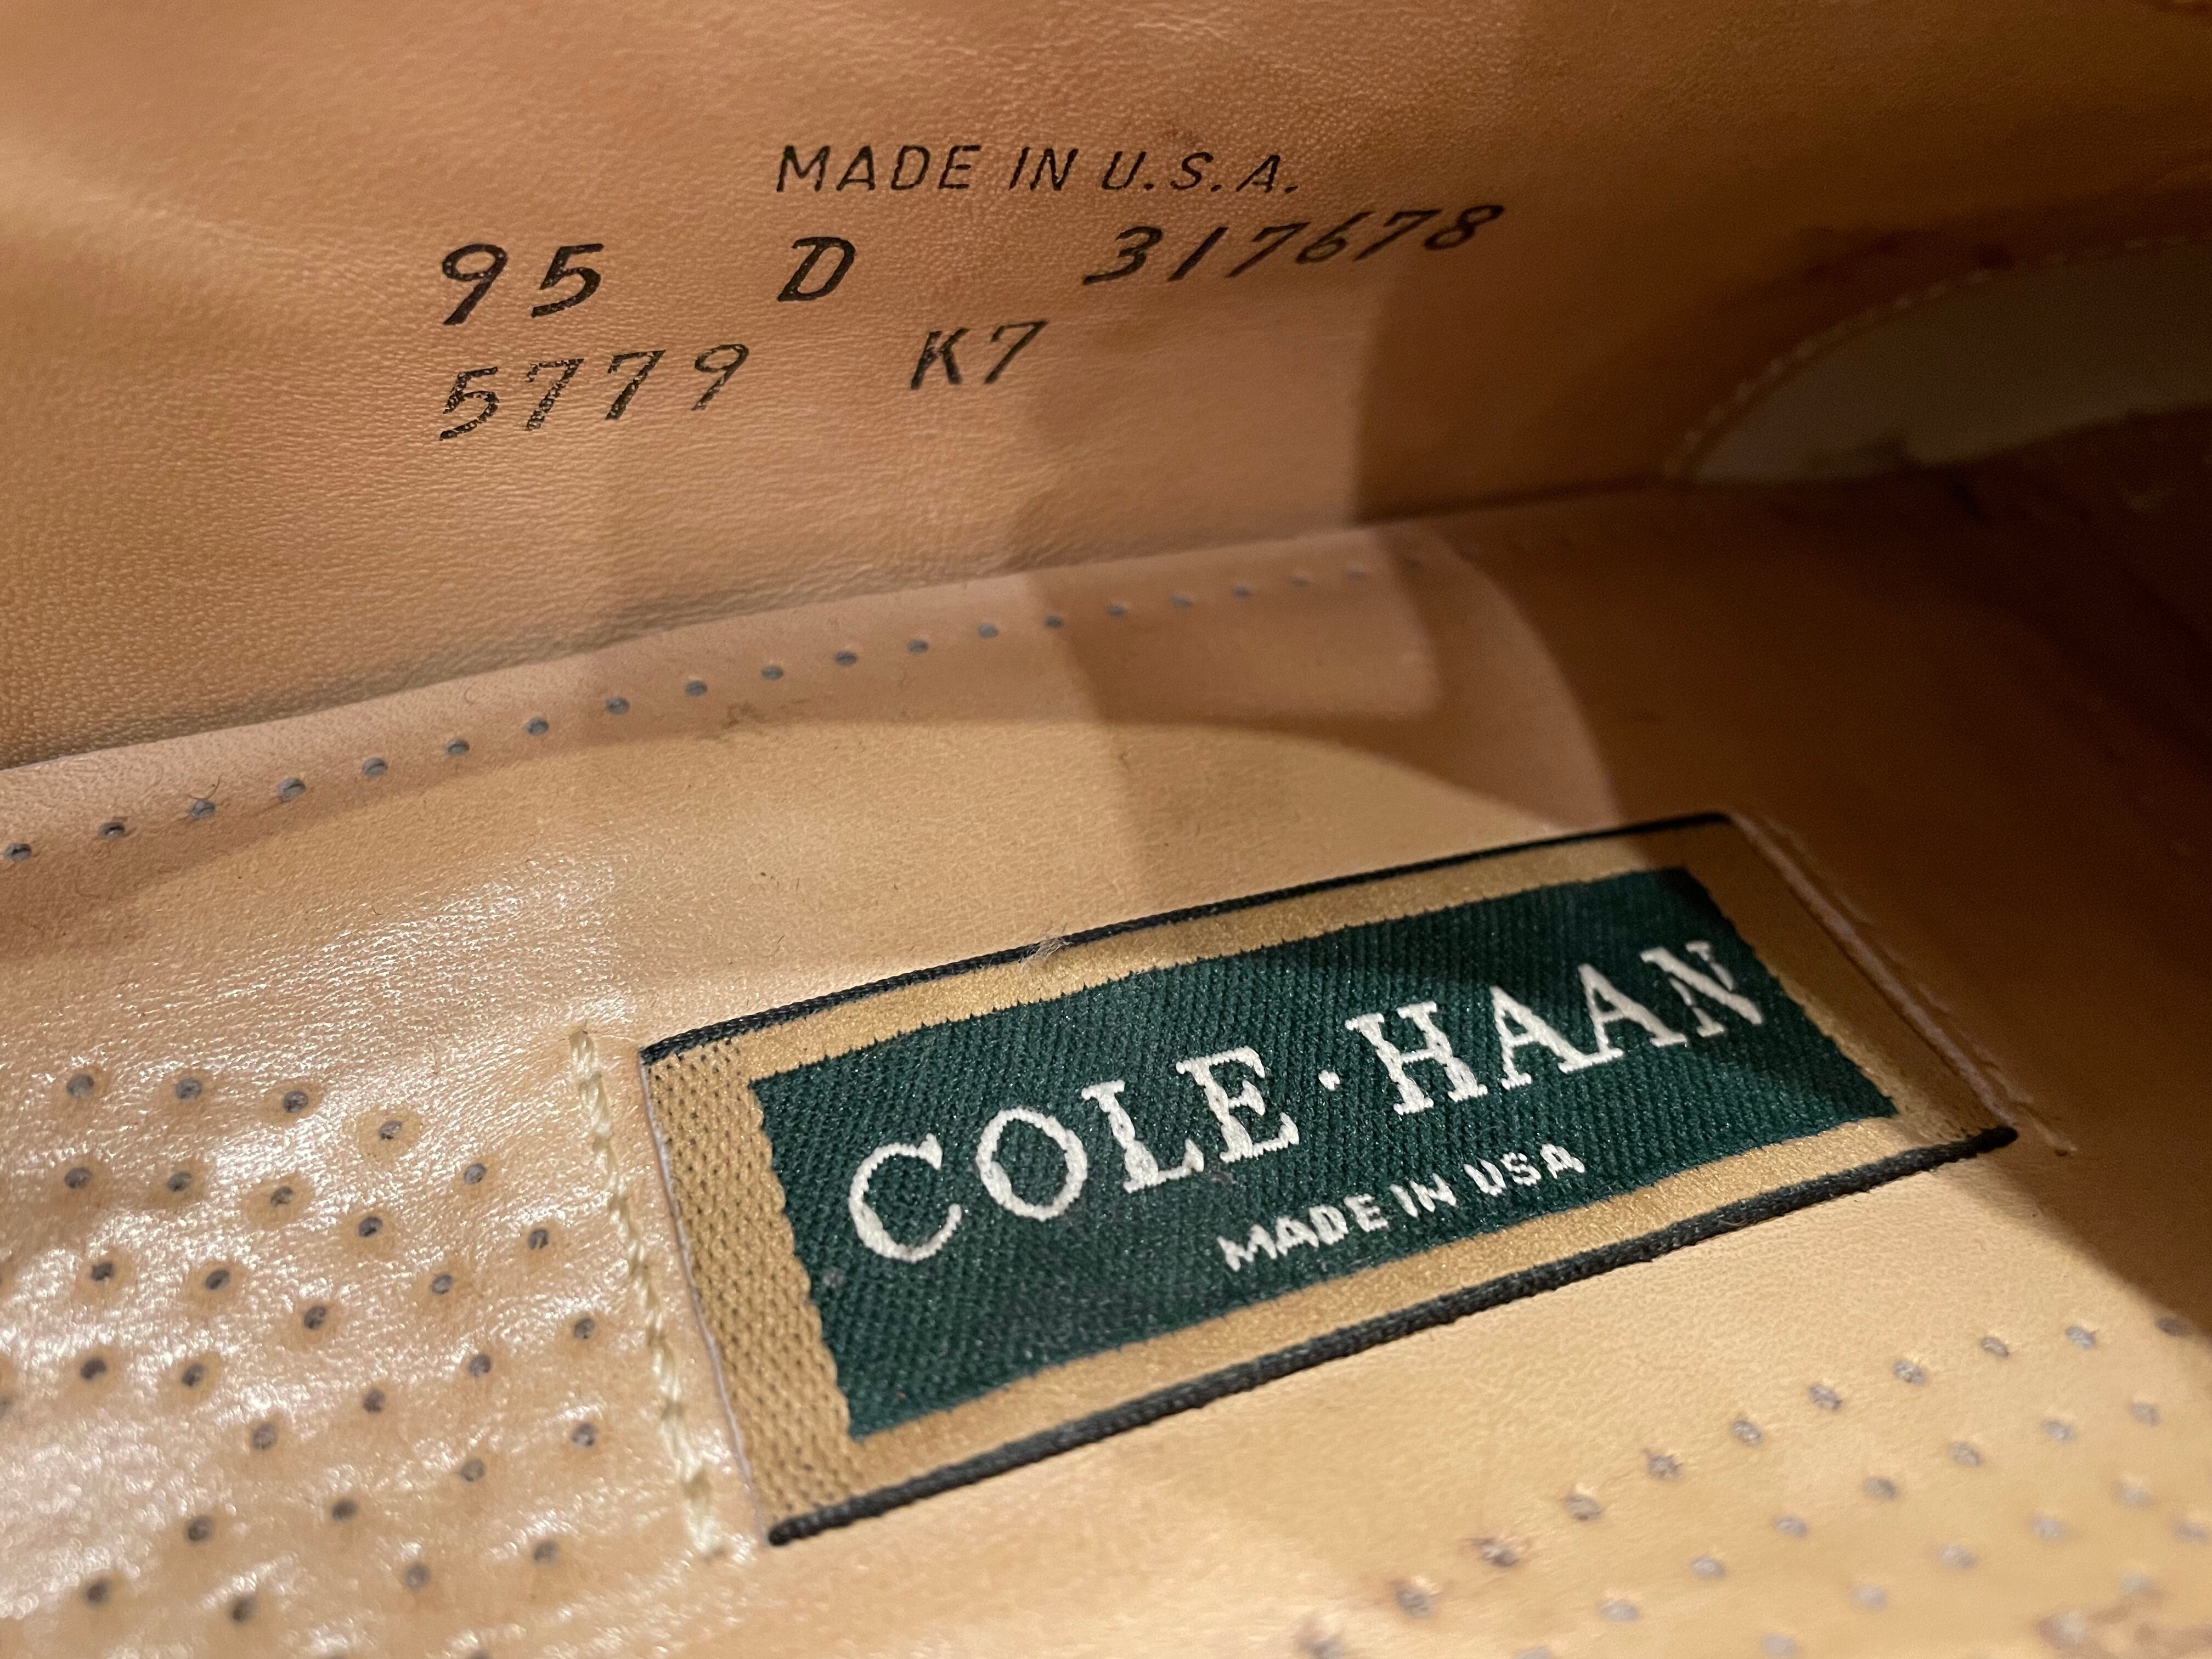 MADE IN U.S.A.
95 D 317678
5779 K7
COLE·HAAN
MADE IN USA